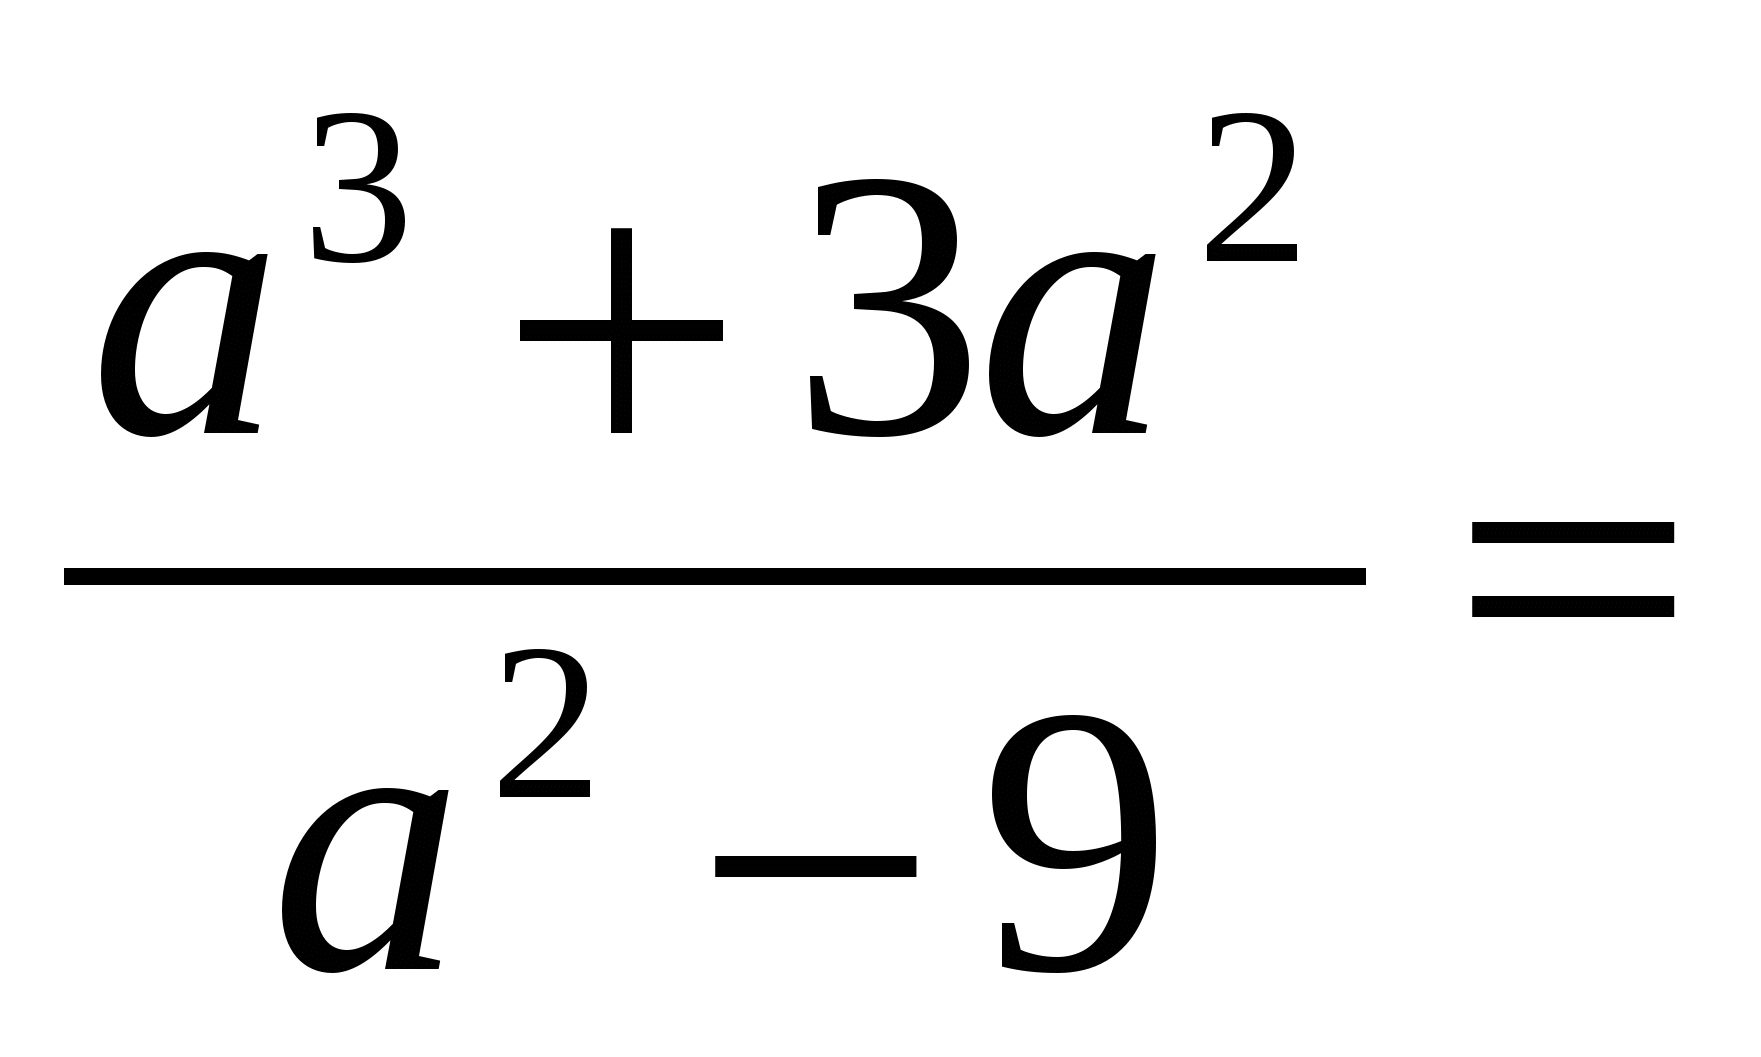 a³ + 3a²
a² − 9 =